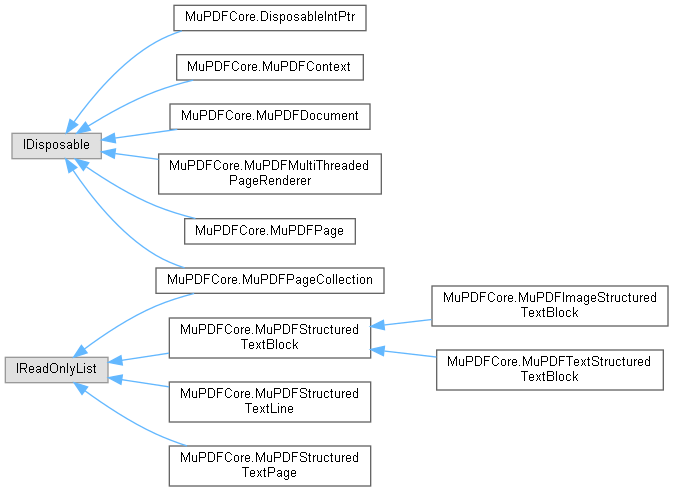 MuPDFCore.DisposableIntPtr
MuPDFCore.MuPDFContext
MuPDFCore.MuPDFDocument
IDisposable
MuPDFCore.MuPDFMultiThreaded
PageRenderer
MuPDFCore.MuPDFPage
MuPDFCore.MuPDFPageCollection
MuPDFCore.MuPDFStructured
TextBlock
MuPDFCore.MuPDFImageStructured
TextBlock
MuPDFCore.MuPDFTextStructured
TextBlock
IReadOnlyList
MuPDFCore.MuPDFStructured
TextLine
MuPDFCore.MuPDFStructured
TextPage